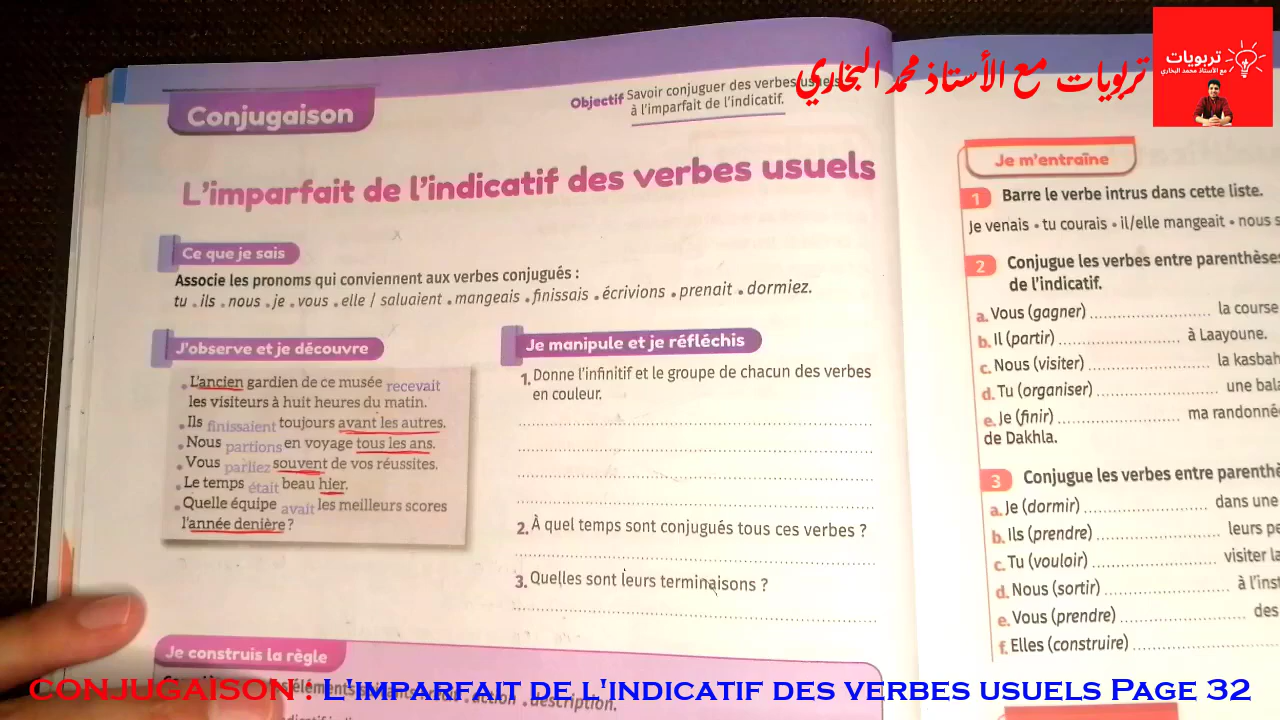 تربويات مع الأستاذ محمد البخاري
تربويات
مع الأستاذ محمد البخاري
Conjugaison
Objectif Savoir conjuguer des verbes usuels
à l'imparfait de l'indicatif.
L'imparfait de l'indicatif des verbes usuels
Ce que je sais
Associe les pronoms qui conviennent aux verbes conjugués :
tu • ils • nous • je • vous • elle / saluaient • mangeais • finissais • écrivions • prenait • dormiez.
J'observe et je découvre
• L'ancien gardien de ce musée recevait
les visiteurs à huit heures du matin.
• Ils finissaient toujours avant les autres.
• Nous partions en voyage tous les ans.
• Vous parliez souvent de vos réussites.
• Le temps était beau hier.
• Quelle équipe avait les meilleurs scores
l'année denière ?
Je manipule et je réfléchis
1. Donne l'infinitif et le groupe de chacun des verbes
en couleur.
2. À quel temps sont conjugués tous ces verbes ?
3. Quelles sont leurs terminaisons ?
Je construis la règle
éléments
action • description.
Je m'entraîne
1 Barre le verbe intrus dans cette liste.
Je venais • tu courais • il/elle mangeait • nous
2 Conjugue les verbes entre parenthèses
de l'indicatif.
a. Vous (gagner) .................... la course
b. Il (partir) .................... à Laayoune.
c. Nous (visiter) .................... la kasbah
d. Tu (organiser) .................... une
e. Je (finir) .................... ma randonnée
de Dakhla.
3 Conjugue les verbes entre
a. Je (dormir) .................... dans une
b. Ils (prendre) .................... leurs
c. Tu (vouloir) .................... visiter
d. Nous (sortir) .................... à
e. Vous (prendre) .................... des
f. Elles (construire) ....................
CONJUGAISON : L'IMPARFAIT DE L'INDICATIF DES VERBES USUELS PAGE 32